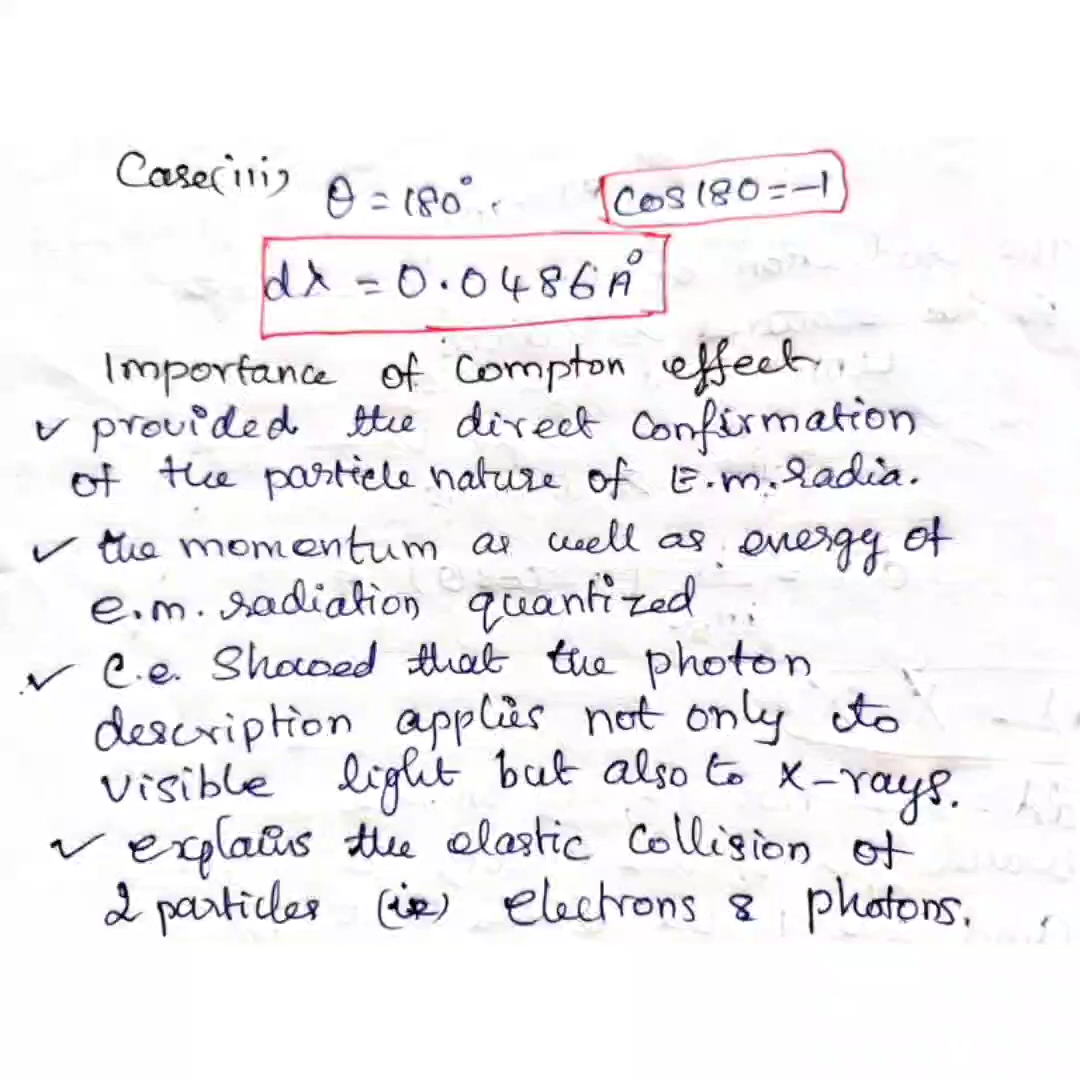 Case(iii)
θ = 180°. cos 180 = -1
dλ = 0.0486 A°
Importance of Compton effect.
✓ provided the direct confirmation
of the particle nature of E.m. radia.
✓ the momentum as well as energy of
e.m. radiation quantized
✓ C.e. Showed that the photon
description applies not only to
visible light but also to x-rays.
✓ explains the elastic collision of
2 particles (ie) electrons & photons.